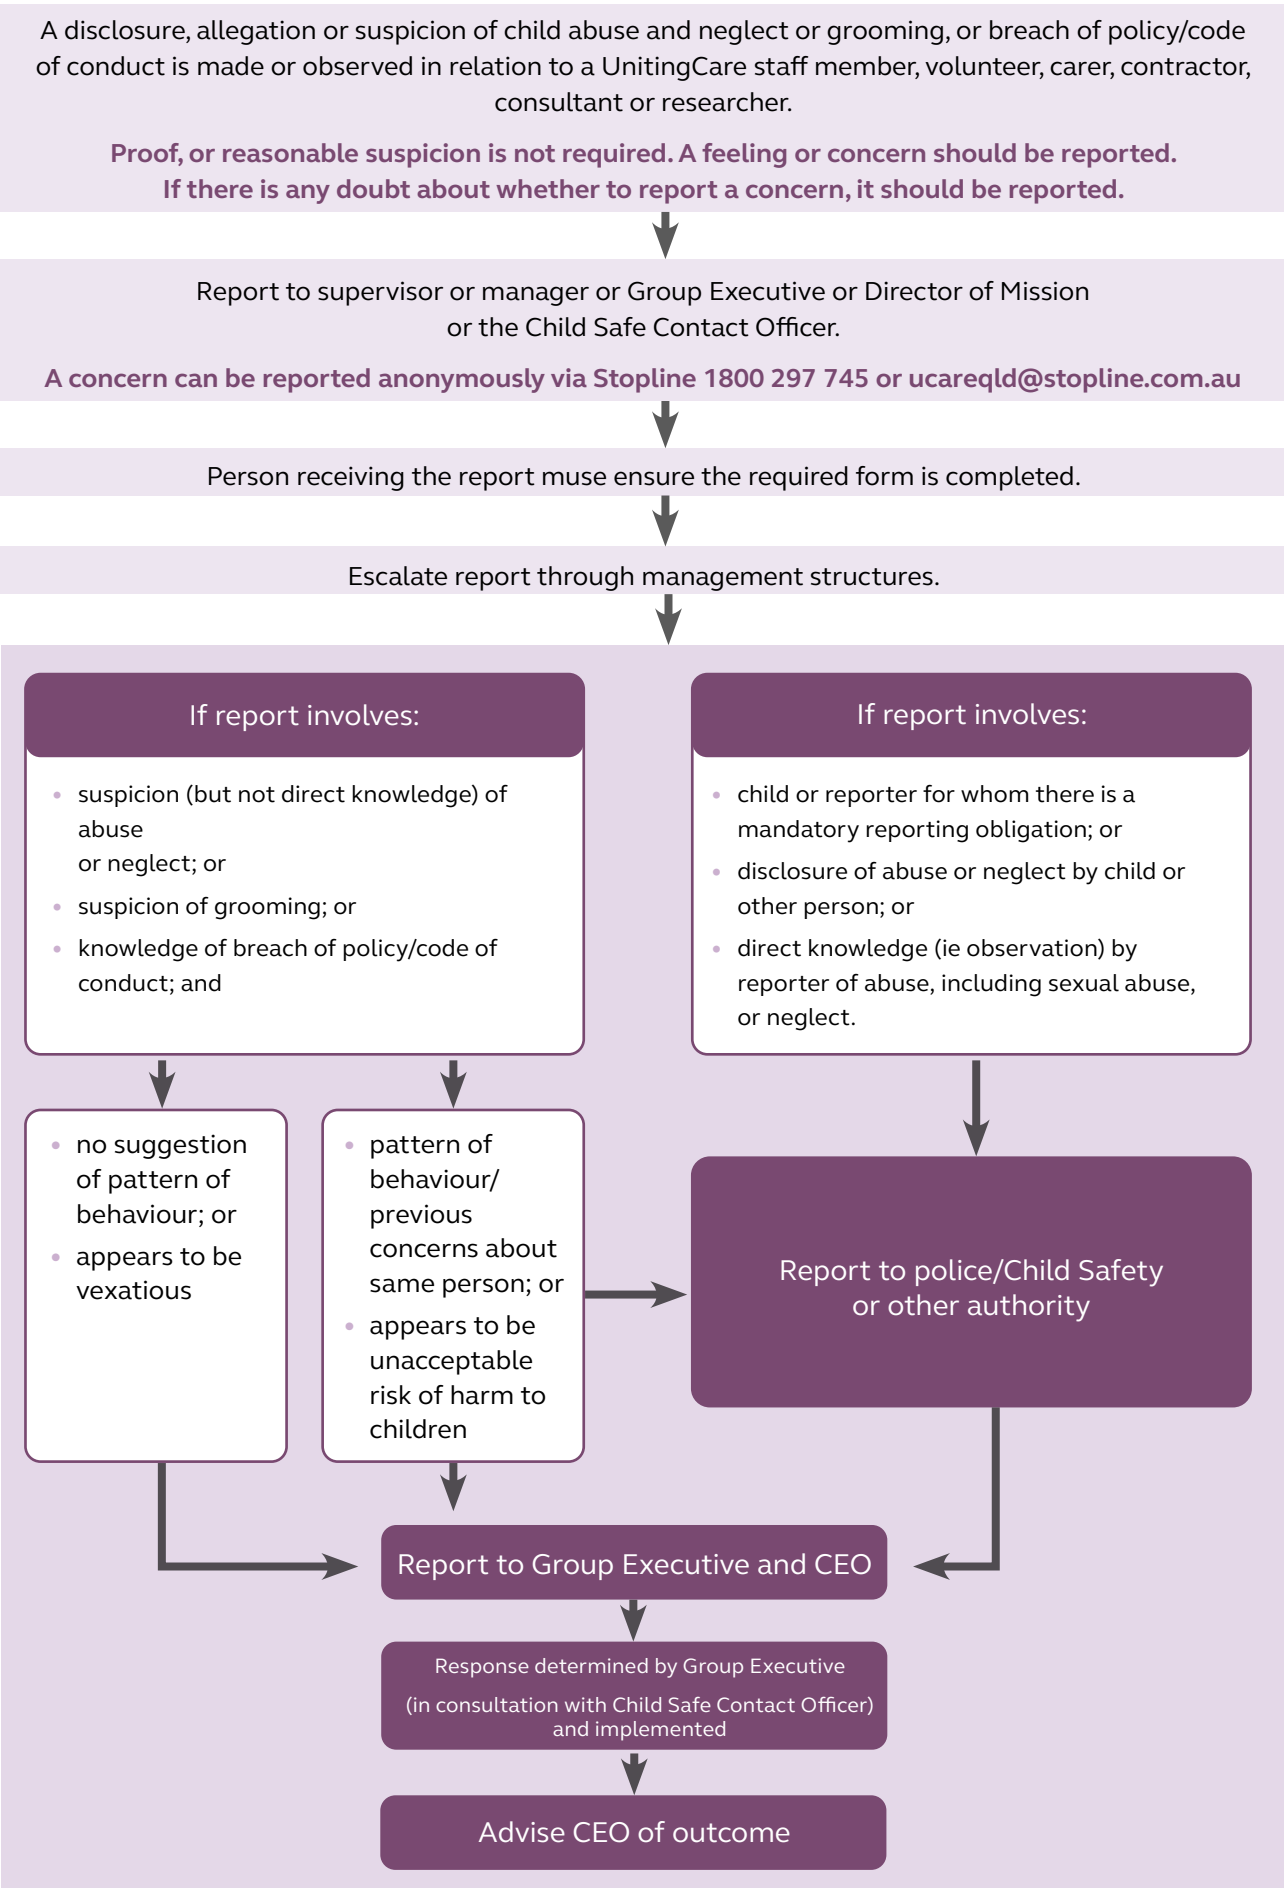 A disclosure, allegation or suspicion of child abuse and neglect or grooming, or breach of policy/code
of conduct is made or observed in relation to a UnitingCare staff member, volunteer, carer, contractor,
consultant or researcher.
Proof, or reasonable suspicion is not required. A feeling or concern should be reported.
If there is any doubt about whether to report a concern, it should be reported.
Report to supervisor or manager or Group Executive or Director of Mission
or the Child Safe Contact Officer.
A concern can be reported anonymously via Stopline 1800 297 745 or ucareqld@stopline.com.au
Person receiving the report muse ensure the required form is completed.
Escalate report through management structures.
If report involves:
• suspicion (but not direct knowledge) of
abuse
or neglect; or
• suspicion of grooming; or
• knowledge of breach of policy/code of
conduct; and
If report involves:
• child or reporter for whom there is a
mandatory reporting obligation; or
• disclosure of abuse or neglect by child or
other person; or
• direct knowledge (ie observation) by
reporter of abuse, including sexual abuse,
or neglect.
• no suggestion
of pattern of
behaviour; or
• appears to be
vexatious
• pattern of
behaviour/
previous
concerns about
same person; or
• appears to be
unacceptable
risk of harm to
children
Report to police/Child Safety
or other authority
Report to Group Executive and CEO
Response determined by Group Executive
(in consultation with Child Safe Contact Officer)
and implemented
Advise CEO of outcome